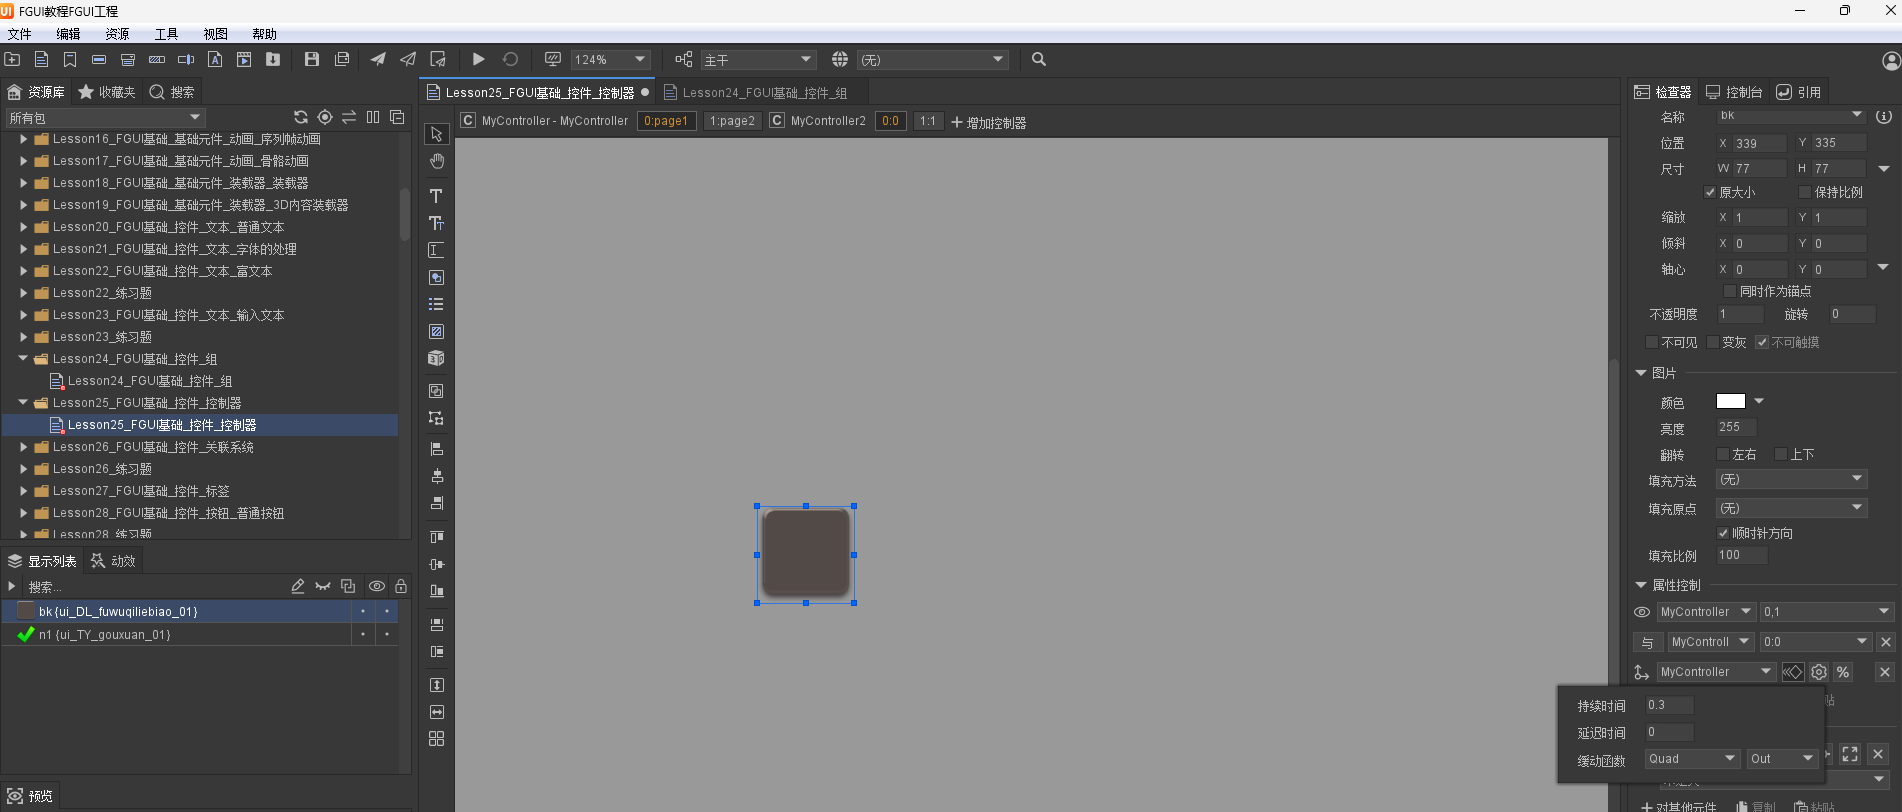 UI FGUI教程FGUI工程
文件 编辑 资源 工具 视图 帮助
124% 主干 (无)
资源库 收藏夹 搜索
所有包
Lesson16_FGUI基础_基础元件_动画_序列帧动画
Lesson17_FGUI基础_基础元件_动画_骨骼动画
Lesson18_FGUI基础_基础元件_装载器_装载器
Lesson19_FGUI基础_基础元件_装载器_3D内容装载器
Lesson20_FGUI基础_控件_文本_普通文本
Lesson21_FGUI基础_控件_文本_字体的处理
Lesson22_FGUI基础_控件_文本_富文本
Lesson22_练习题
Lesson23_FGUI基础_控件_文本_输入文本
Lesson23_练习题
Lesson24_FGUI基础_控件_组
Lesson24_FGUI基础_控件_组
Lesson25_FGUI基础_控件_控制器
Lesson25_FGUI基础_控件_控制器
Lesson26_FGUI基础_控件_关联系统
Lesson26_练习题
Lesson27_FGUI基础_控件_标签
Lesson28_FGUI基础_控件_按钮_普通按钮
Lesson28_练习题
显示列表 动效
搜索...
bk {ui_DL_fuwuqiliebiao_01}
n1 {ui_TY_gouxuan_01}
预览
Lesson25_FGUI基础_控件_控制器 Lesson24_FGUI基础_控件_组
C MyController - MyController 0:page1 1:page2 C MyController2 0:0 1:1 增加控制器
检查器 控制台 引用
名称 bk
位置 X 339 Y 335
尺寸 W 77 H 77
原大小 保持比例
缩放 X 1 Y 1
倾斜 X 0 Y 0
轴心 X 0 Y 0
同时作为锚点
不透明度 1 旋转 0
不可见 变灰 不可触摸
图片
颜色
亮度 255
翻转 左右 上下
填充方法 (无)
填充原点 (无)
顺时针方向
填充比例 100
属性控制
MyController 0,1
与 MyControll 0:0
MyController %
贴
持续时间 0.3
延迟时间 0
缓动函数 Quad Out
对其他元件 复制 粘贴